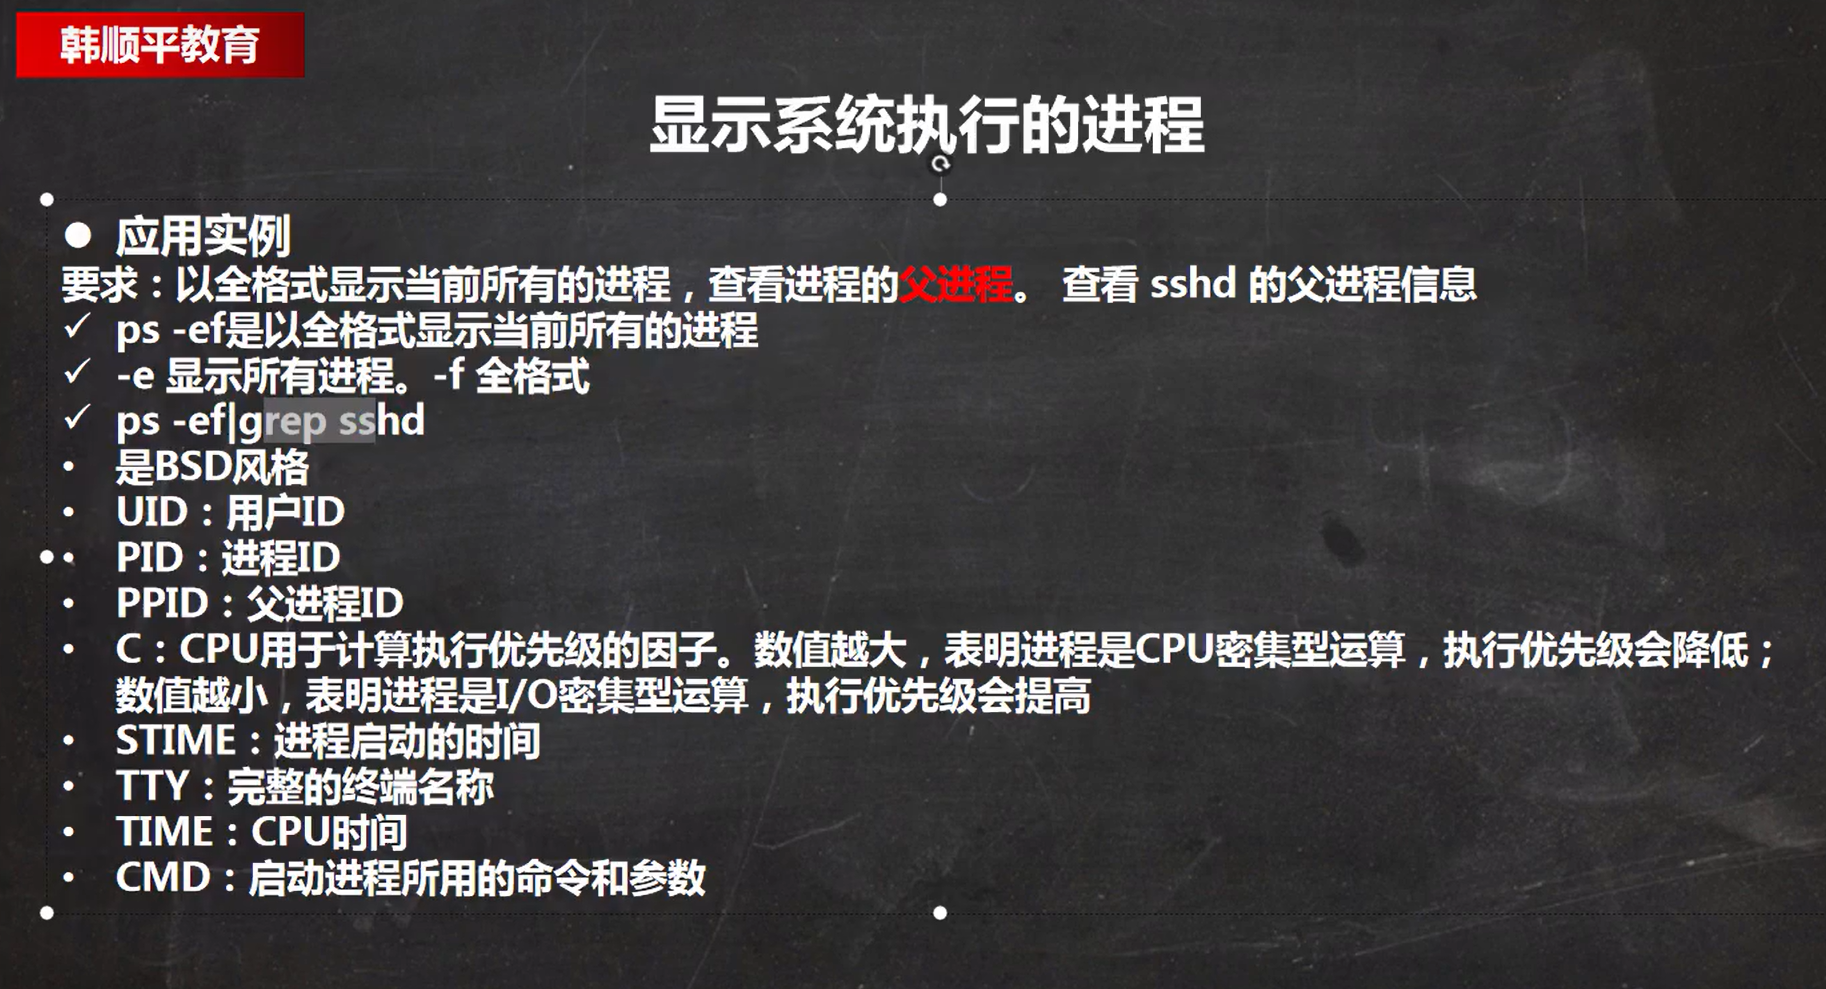 韩顺平教育
显示系统执行的进程
● 应用实例
要求：以全格式显示当前所有的进程，查看进程的父进程。 查看 sshd 的父进程信息
✓ ps -ef是以全格式显示当前所有的进程
✓ -e 显示所有进程。-f 全格式
✓ ps -ef|grep sshd
• 是BSD风格
• UID：用户ID
• PID：进程ID
• PPID：父进程ID
• C：CPU用于计算执行优先级的因子。数值越大，表明进程是CPU密集型运算，执行优先级会降低；
数值越小，表明进程是I/O密集型运算，执行优先级会提高
• STIME：进程启动的时间
• TTY：完整的终端名称
• TIME：CPU时间
• CMD：启动进程所用的命令和参数